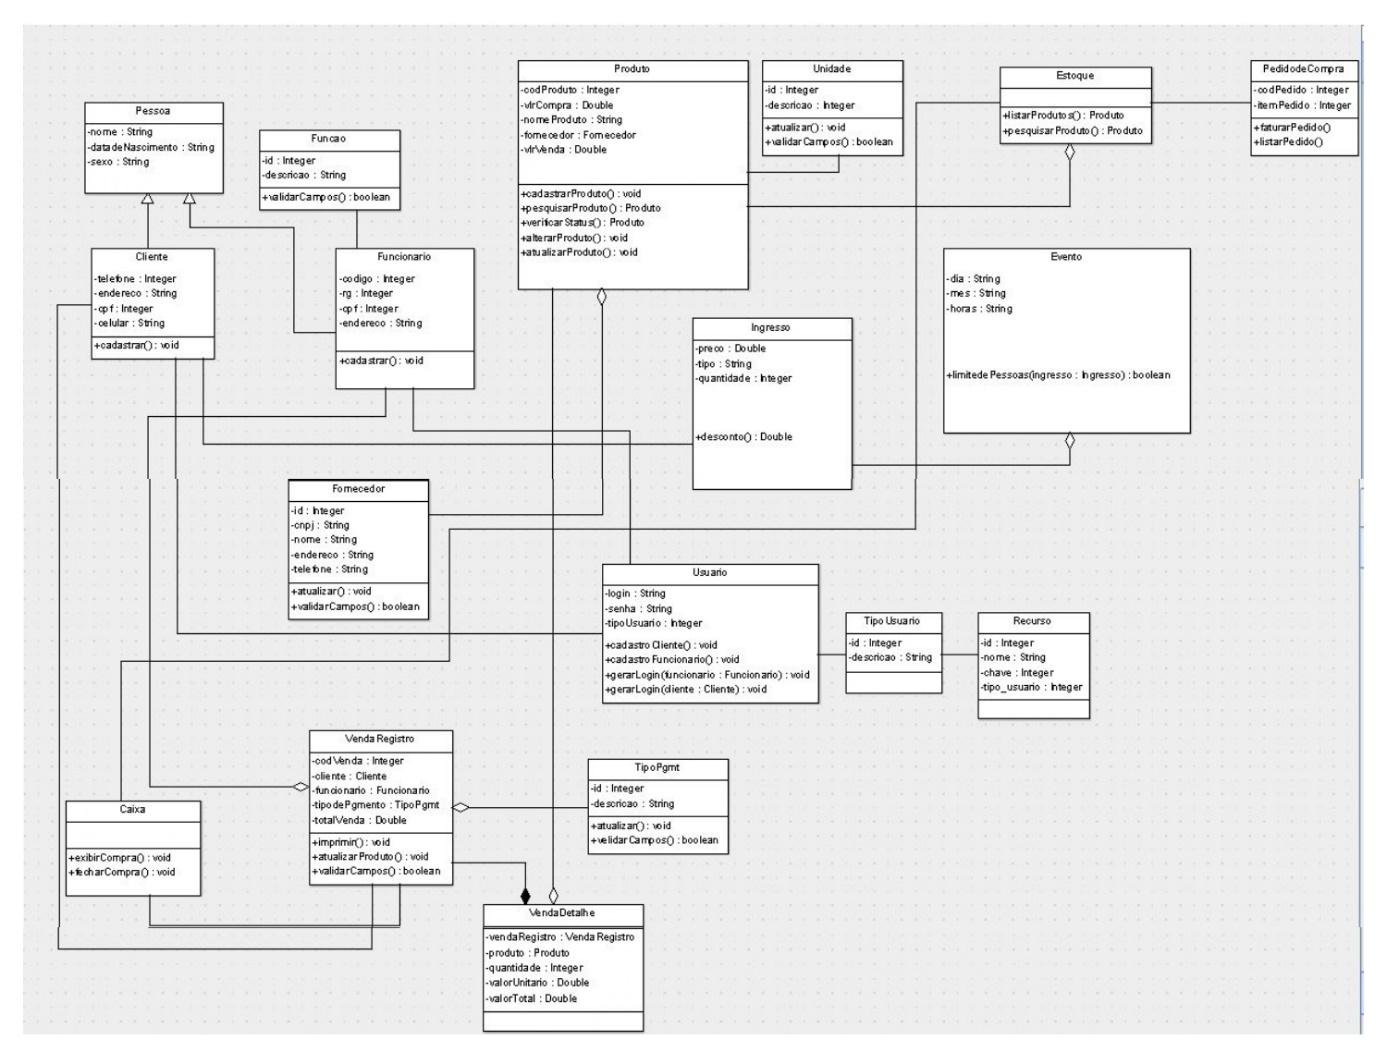 Pessoa
-nome : String
-datadeNascimento : String
-sexo : String
Funcao
-id : Integer
-descricao : String
+validarCampos() : boolean
Produto
-codProduto : Integer
-vlrCompra : Double
-nomeProduto : String
-fornecedor : Fornecedor
-vlrVenda : Double
+cadastrarProduto() : void
+pesquisarProduto() : Produto
+verificarStatus() : Produto
+alterarProduto() : void
+atualizarProduto() : void
Unidade
-id : Integer
-descricao : Integer
+atualizar() : void
+validarCampos() : boolean
Estoque
+listarProdutos() : Produto
+pesquisarProduto() : Produto
PedidodeCompra
-codPedido : Integer
-itemPedido : Integer
+faturarPedido()
+listarPedido()
Cliente
-telefone : Integer
-endereco : String
-cpf : Integer
-celular : String
+cadastrar() : void
Funcionario
-codigo : Integer
-rg : Integer
-cpf : Integer
-endereco : String
+cadastrar() : void
Ingresso
-preco : Double
-tipo : String
-quantidade : Integer
+desconto() : Double
Evento
-dia : String
-mes : String
-horas : String
+limitedePessoas(ingresso : Ingresso) : boolean
Fornecedor
-id : Integer
-cnpj : String
-nome : String
-endereco : String
-telefone : String
+atualizar() : void
+validarCampos() : boolean
Usuario
-login : String
-senha : String
-tipoUsuario : Integer
+cadastroCliente() : void
+cadastroFuncionario() : void
+gerarLogin(funcionario : Funcionario) : void
+gerarLogin(cliente : Cliente) : void
TipoUsuario
-id : Integer
-descricao : String
Recurso
-id : Integer
-nome : String
-chave : Integer
-tipo_usuario : Integer
VendaRegistro
-codVenda : Integer
-cliente : Cliente
-funcionario : Funcionario
-tipodePgmento : TipoPgmt
-totalVenda : Double
+imprimir() : void
+atualizarProduto() : void
+validarCampos() : boolean
TipoPgmt
-id : Integer
-descricao : String
+atualizar() : void
+velidarCampos() : boolean
Caixa
+exibirCompra() : void
+fecharCompra() : void
VendaDetalhe
-vendaRegistro : VendaRegistro
-produto : Produto
-quantidade : Integer
-valorUnitario : Double
-valorTotal : Double